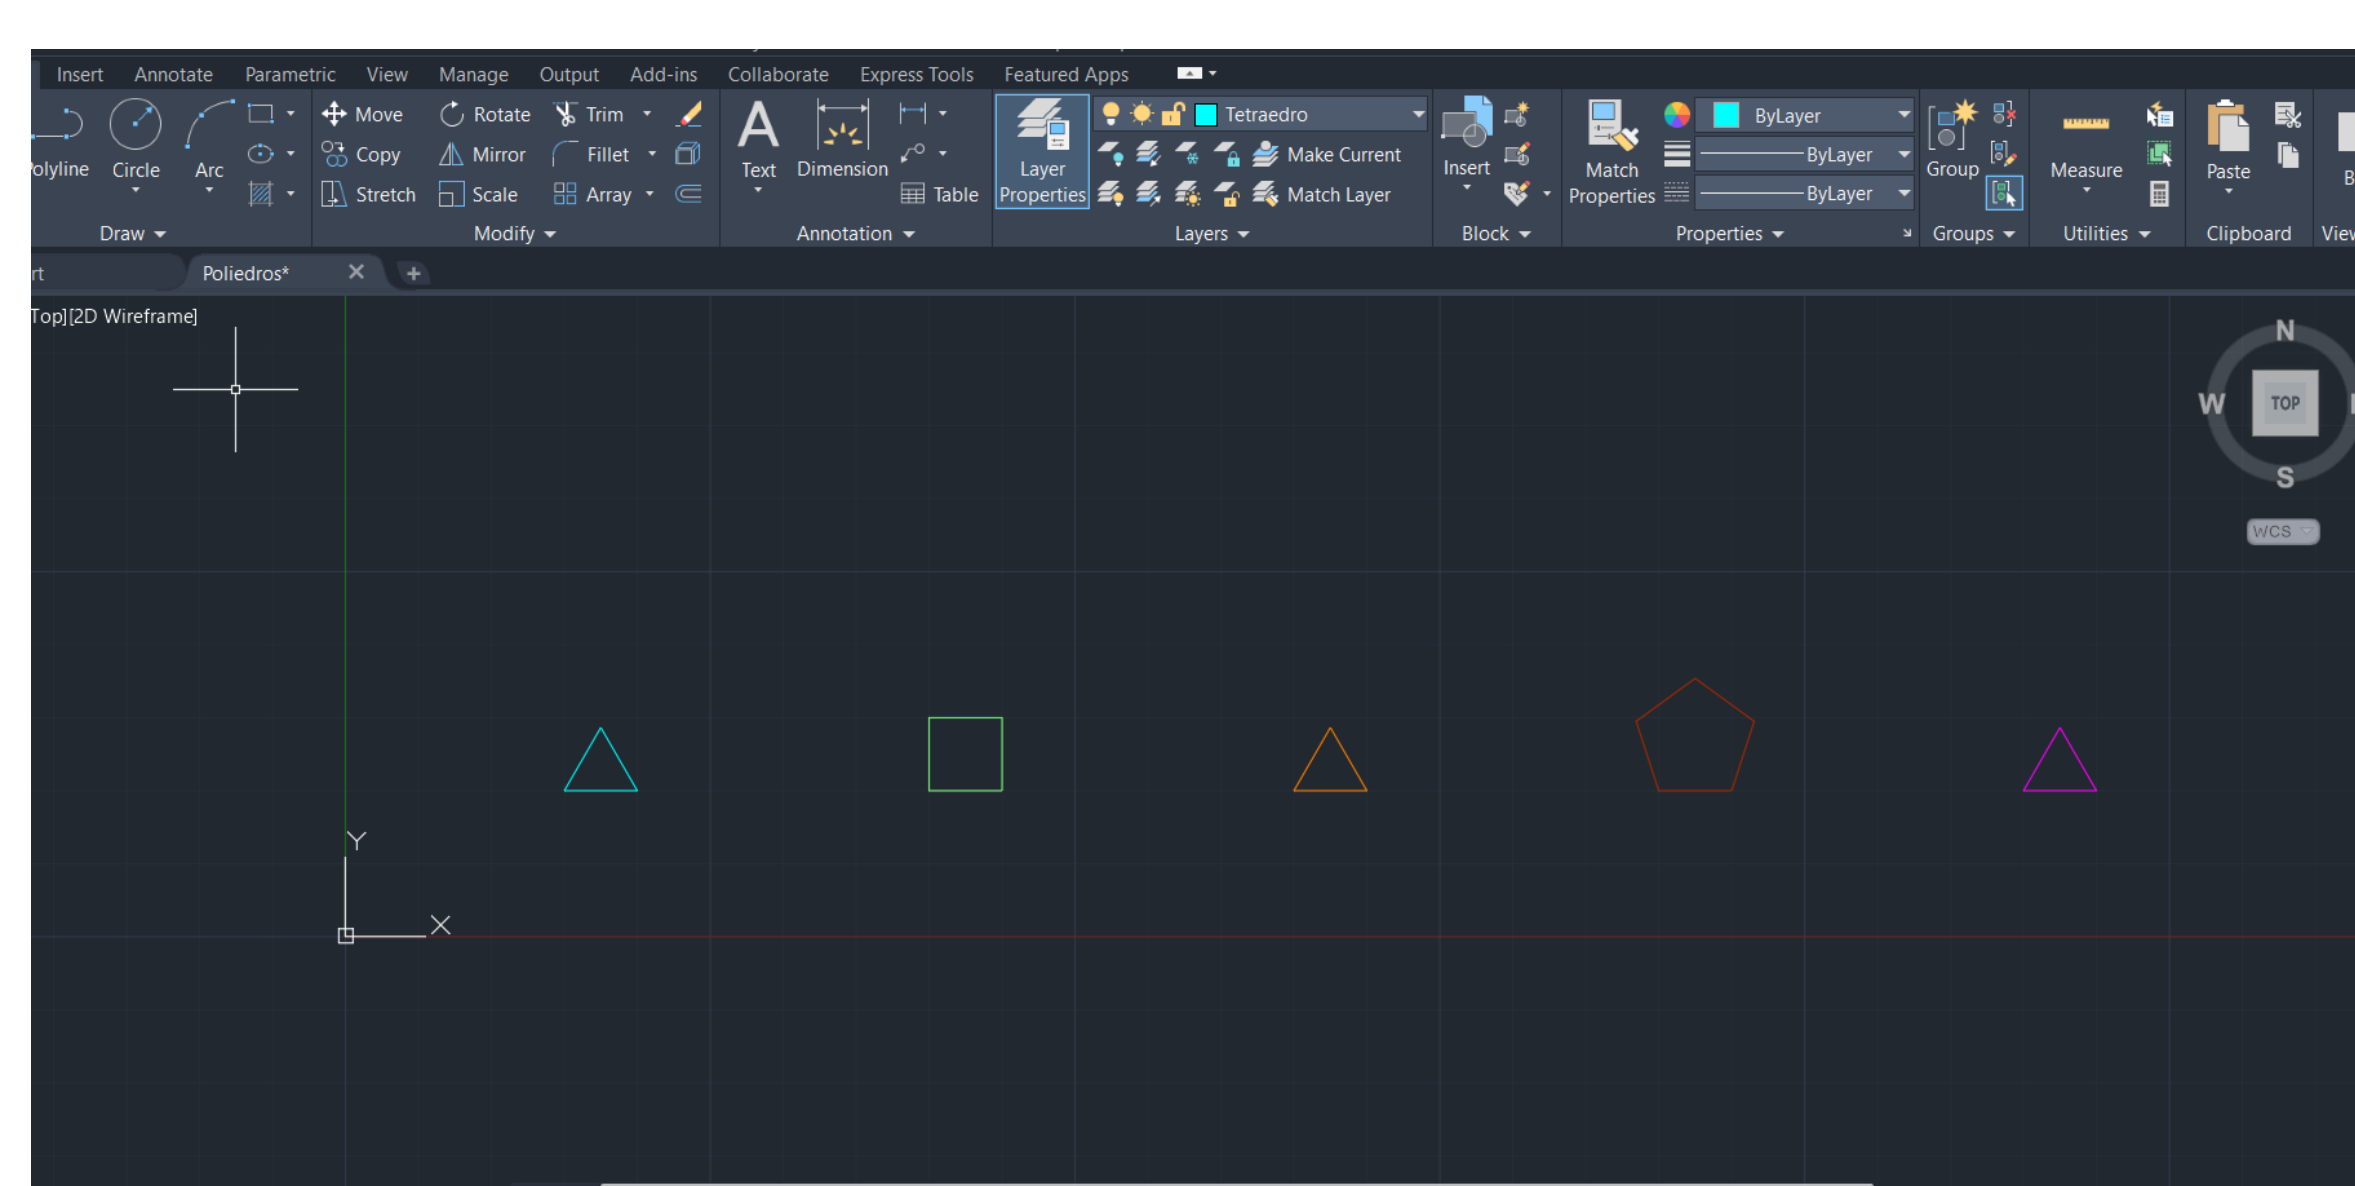 Insert Annotate Parametric View Manage Output Add-ins Collaborate Express Tools Featured Apps
Move Rotate Trim Tetraedro ByLayer
Copy Mirror Fillet Make Current ByLayer
olyline Circle Arc Text Dimension Layer Insert Match Group Measure Paste B
Stretch Scale Array Table Properties Match Layer Properties ByLayer
Draw Modify Annotation Layers Block Properties Groups Utilities Clipboard View
rt Poliedros*
Top][2D Wireframe]
N
W TOP
S
WCS
Y
X